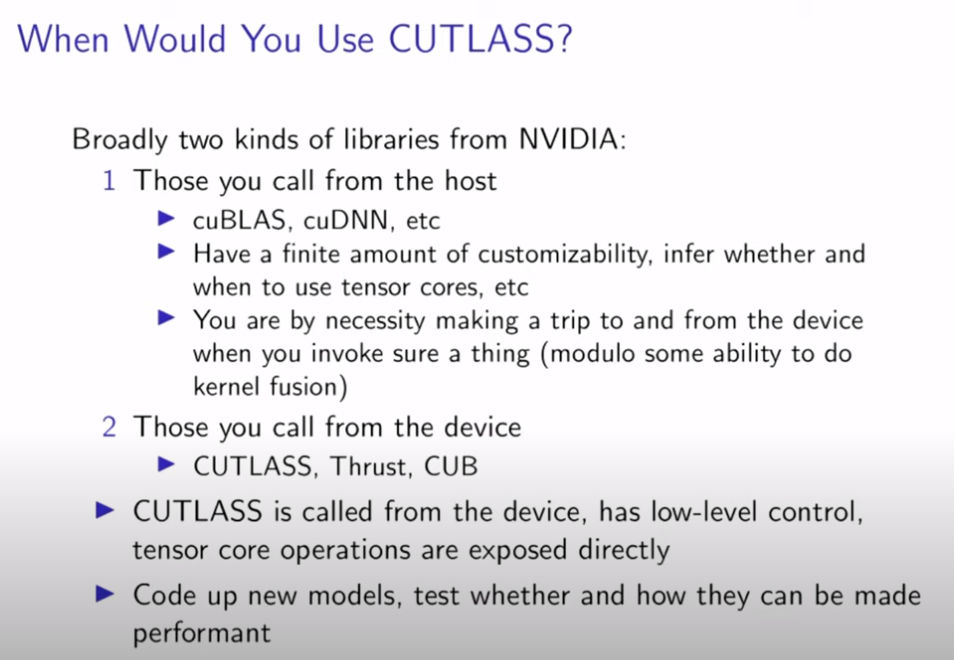 When Would You Use CUTLASS?
Broadly two kinds of libraries from NVIDIA:
1 Those you call from the host
▶ cuBLAS, cuDNN, etc
▶ Have a finite amount of customizability, infer whether and
when to use tensor cores, etc
▶ You are by necessity making a trip to and from the device
when you invoke sure a thing (modulo some ability to do
kernel fusion)
2 Those you call from the device
▶ CUTLASS, Thrust, CUB
▶ CUTLASS is called from the device, has low-level control,
tensor core operations are exposed directly
▶ Code up new models, test whether and how they can be made
performant